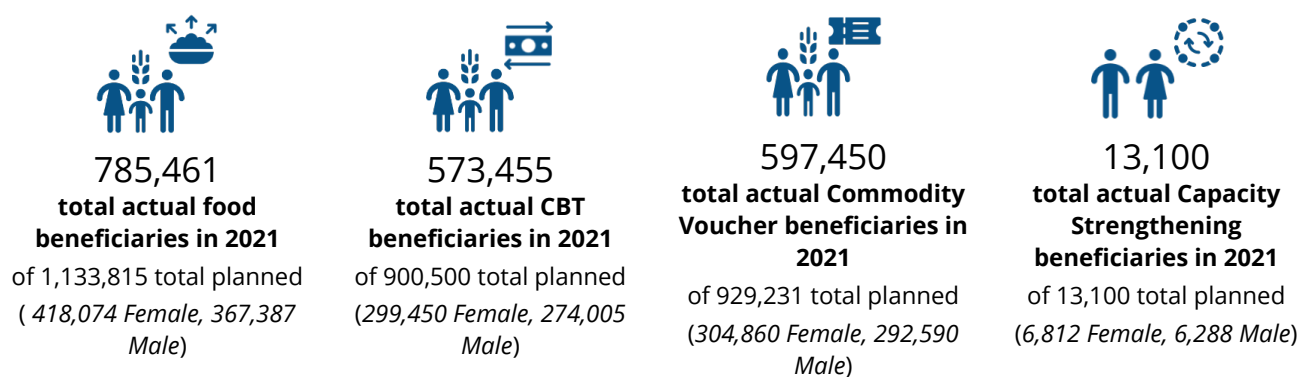 785,461
total actual food
beneficiaries in 2021
of 1,133,815 total planned
( 418,074 Female, 367,387
Male)
573,455
total actual CBT
beneficiaries in 2021
of 900,500 total planned
(299,450 Female, 274,005
Male)
597,450
total actual Commodity
Voucher beneficiaries in
2021
of 929,231 total planned
(304,860 Female, 292,590
Male)
13,100
total actual Capacity
Strengthening
beneficiaries in 2021
of 13,100 total planned
(6,812 Female, 6,288 Male)